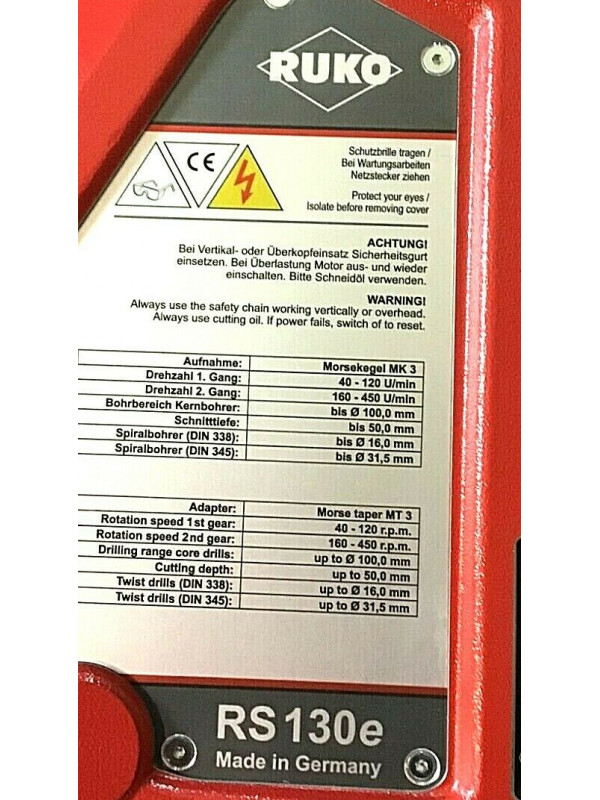 RUKO
CE
Schutzbrille tragen /
Bei Wartungsarbeiten
Netzstecker ziehen
Protect your eyes /
Isolate before removing cover
ACHTUNG!
Bei Vertikal- oder Überkopfeinsatz Sicherheitsgurt
einsetzen. Bei Überlastung Motor aus- und wieder
einschalten. Bitte Schneidöl verwenden.
WARNING!
Always use the safety chain working vertically or overhead.
Always use cutting oil. If power fails, switch of to reset.
Aufnahme: Morsekegel MK 3
Drehzahl 1. Gang: 40 - 120 U/min
Drehzahl 2. Gang: 160 - 450 U/min
Bohrbereich Kernbohrer: bis Ø 100,0 mm
Schnitttiefe: bis 50,0 mm
Spiralbohrer (DIN 338): bis Ø 16,0 mm
Spiralbohrer (DIN 345): bis Ø 31,5 mm
Adapter: Morse taper MT 3
Rotation speed 1st gear: 40 - 120 r.p.m.
Rotation speed 2nd gear: 160 - 450 r.p.m.
Drilling range core drills: up to Ø 100,0 mm
Cutting depth: up to 50,0 mm
Twist drills (DIN 338): up to Ø 16,0 mm
Twist drills (DIN 345): up to Ø 31,5 mm
RS 130e
Made in Germany